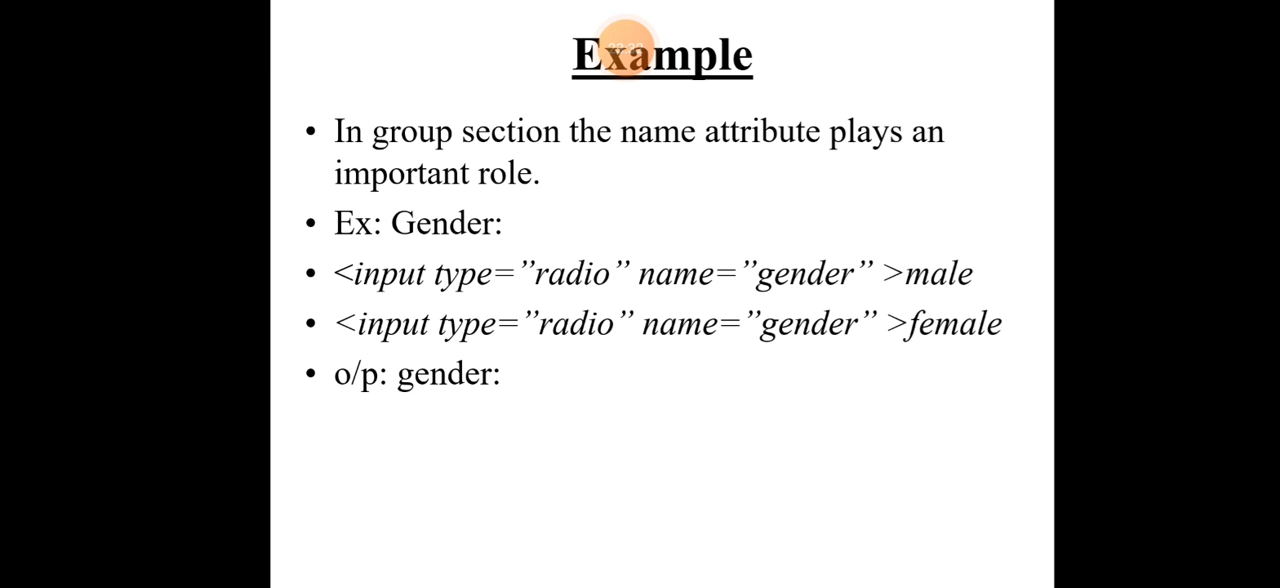 Example
• In group section the name attribute plays an
important role.
• Ex: Gender:
• <input type=”radio” name=”gender” >male
• <input type=”radio” name=”gender” >female
• o/p: gender: